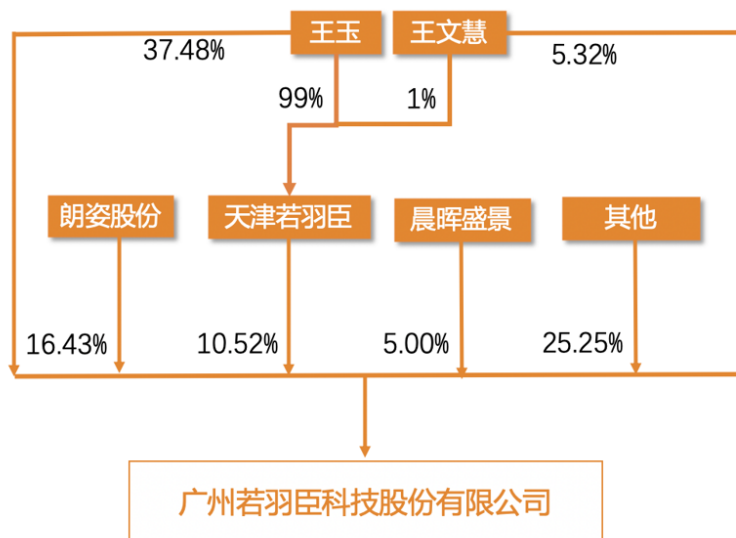 王玉
王文慧
37.48%
5.32%
99%
1%
朗姿股份
天津若羽臣
晨晖盛景
其他
16.43%
10.52%
5.00%
25.25%
广州若羽臣科技股份有限公司